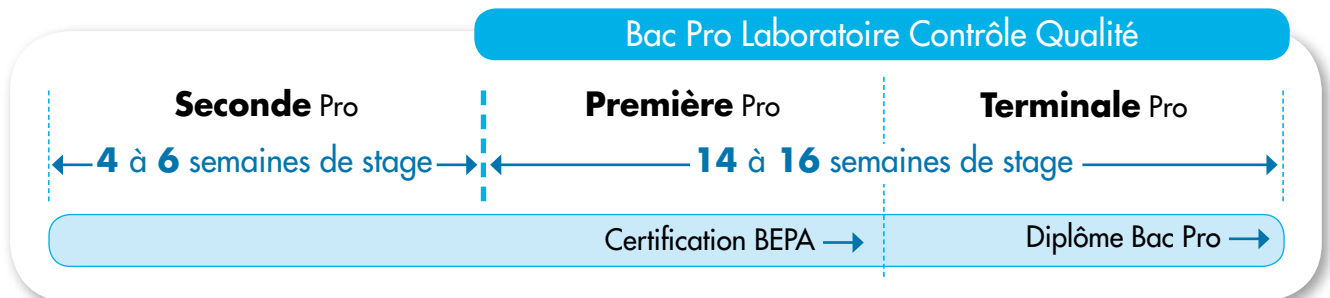 Bac Pro Laboratoire Contrôle Qualité
Seconde Pro
Première Pro
Terminale Pro
4 à 6 semaines de stage
14 à 16 semaines de stage
Certification BEPA
Diplôme Bac Pro